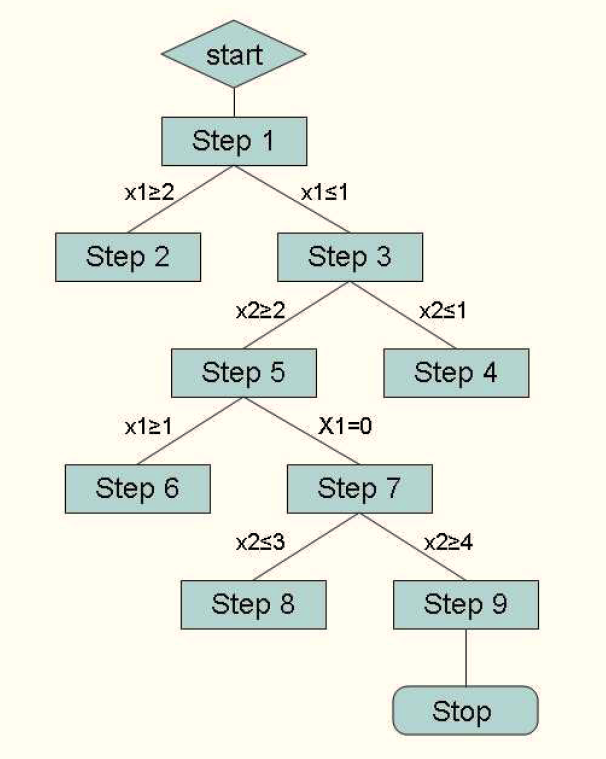 start
Step 1
x1≥2
x1≤1
Step 2
Step 3
x2≥2
x2≤1
Step 5
Step 4
x1≥1
X1=0
Step 6
Step 7
x2≤3
x2≥4
Step 8
Step 9
Stop